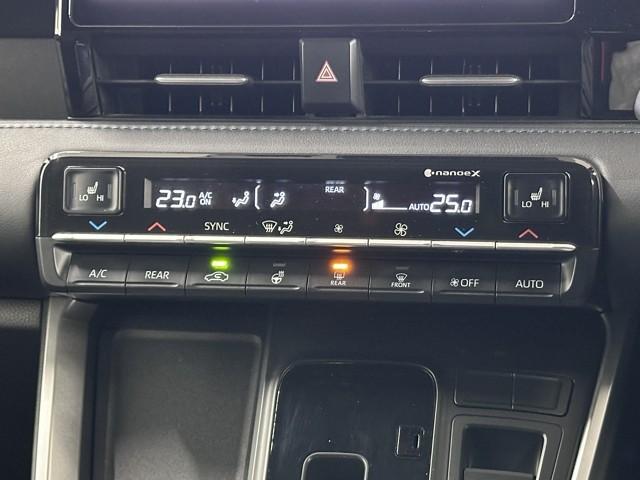 nanoeX
LO HI
23.0 A/C ON
REAR
AUTO 25.0
LO HI
SYNC
A/C
REAR
REAR
FRONT
OFF
AUTO